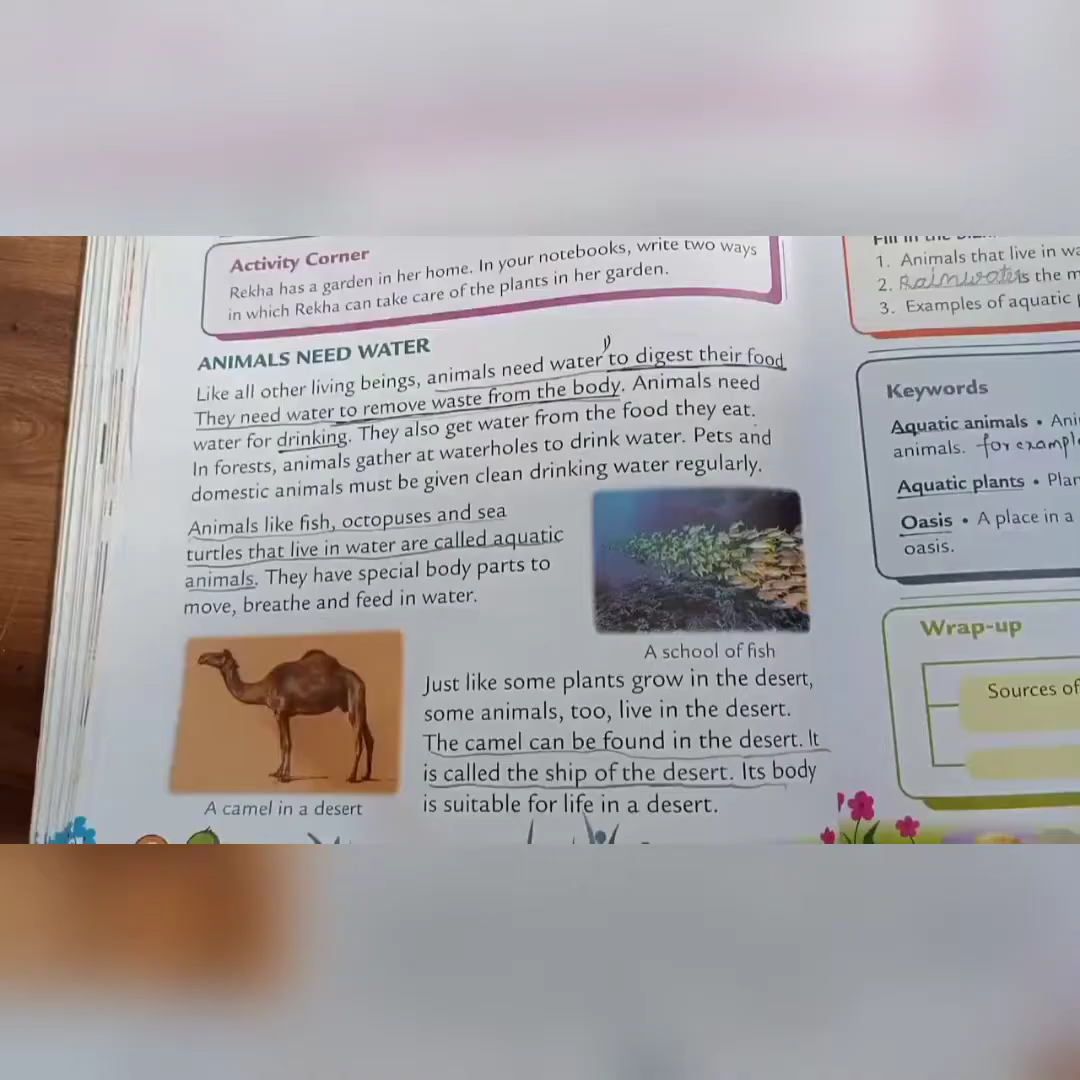 Activity Corner
Rekha has a garden in her home. In your notebooks, write two ways
in which Rekha can take care of the plants in her garden.
ANIMALS NEED WATER
Like all other living beings, animals need water to digest their food
They need water to remove waste from the body. Animals need
water for drinking. They also get water from the food they eat.
In forests, animals gather at waterholes to drink water. Pets and
domestic animals must be given clean drinking water regularly.
Animals like fish, octopuses and sea
turtles that live in water are called aquatic
animals. They have special body parts to
move, breathe and feed in water.
A school of fish
Just like some plants grow in the desert,
some animals, too, live in the desert.
The camel can be found in the desert. It
is called the ship of the desert. Its body
is suitable for life in a desert.
A camel in a desert
1. Animals that live in
2. Rainwater is the
3. Examples of aquatic
Keywords
Aquatic animals •
animals. for
Aquatic plants •
Oasis • A place in a
oasis.
Wrap-up
Sources of